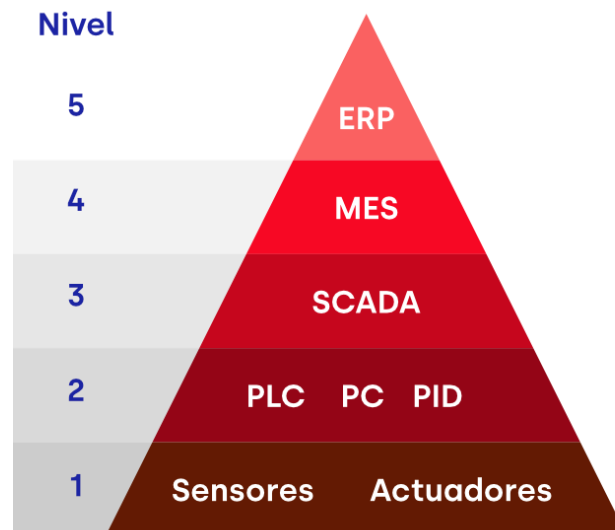 Nivel
5
ERP
4
MES
3
SCADA
2
PLC PC PID
1
Sensores Actuadores